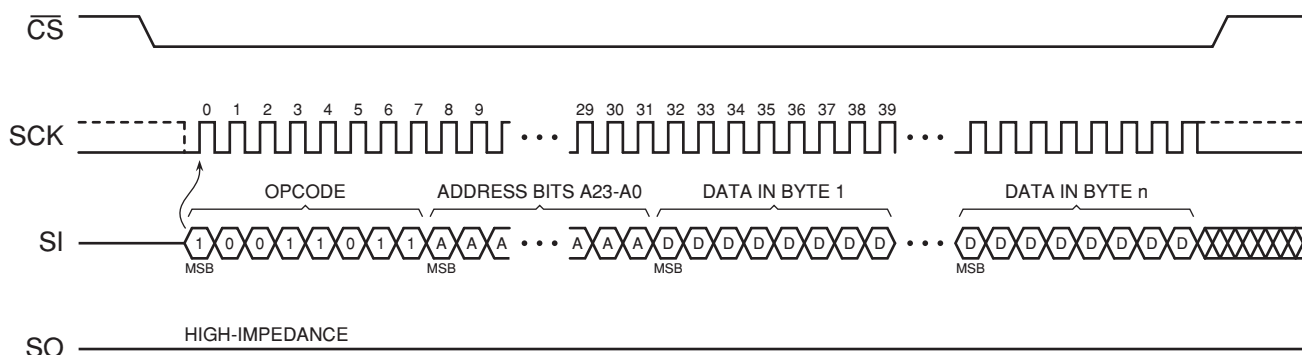 CS
0 1 2 3 4 5 6 7 8 9 29 30 31 32 33 34 35 36 37 38 39
SCK
OPCODE ADDRESS BITS A23-A0 DATA IN BYTE 1 DATA IN BYTE n
SI 1 0 0 1 1 0 1 1 A A A A A A D D D D D D D D D D D D D D D D
MSB MSB MSB MSB
HIGH-IMPEDANCE
SO